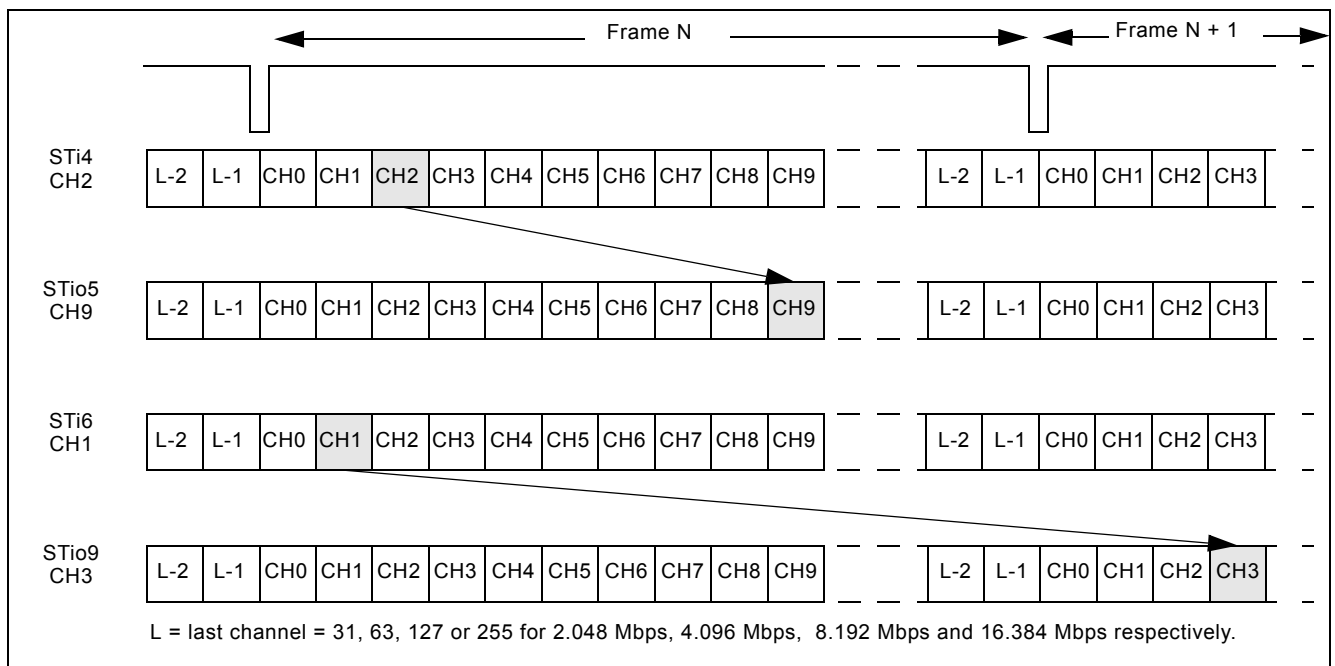 Frame N Frame N + 1
STi4
CH2
L-2 L-1 CH0 CH1 CH2 CH3 CH4 CH5 CH6 CH7 CH8 CH9 L-2 L-1 CH0 CH1 CH2 CH3
STio5
CH9
L-2 L-1 CH0 CH1 CH2 CH3 CH4 CH5 CH6 CH7 CH8 CH9 L-2 L-1 CH0 CH1 CH2 CH3
STi6
CH1
L-2 L-1 CH0 CH1 CH2 CH3 CH4 CH5 CH6 CH7 CH8 CH9 L-2 L-1 CH0 CH1 CH2 CH3
STio9
CH3
L-2 L-1 CH0 CH1 CH2 CH3 CH4 CH5 CH6 CH7 CH8 CH9 L-2 L-1 CH0 CH1 CH2 CH3
L = last channel = 31, 63, 127 or 255 for 2.048 Mbps, 4.096 Mbps, 8.192 Mbps and 16.384 Mbps respectively.